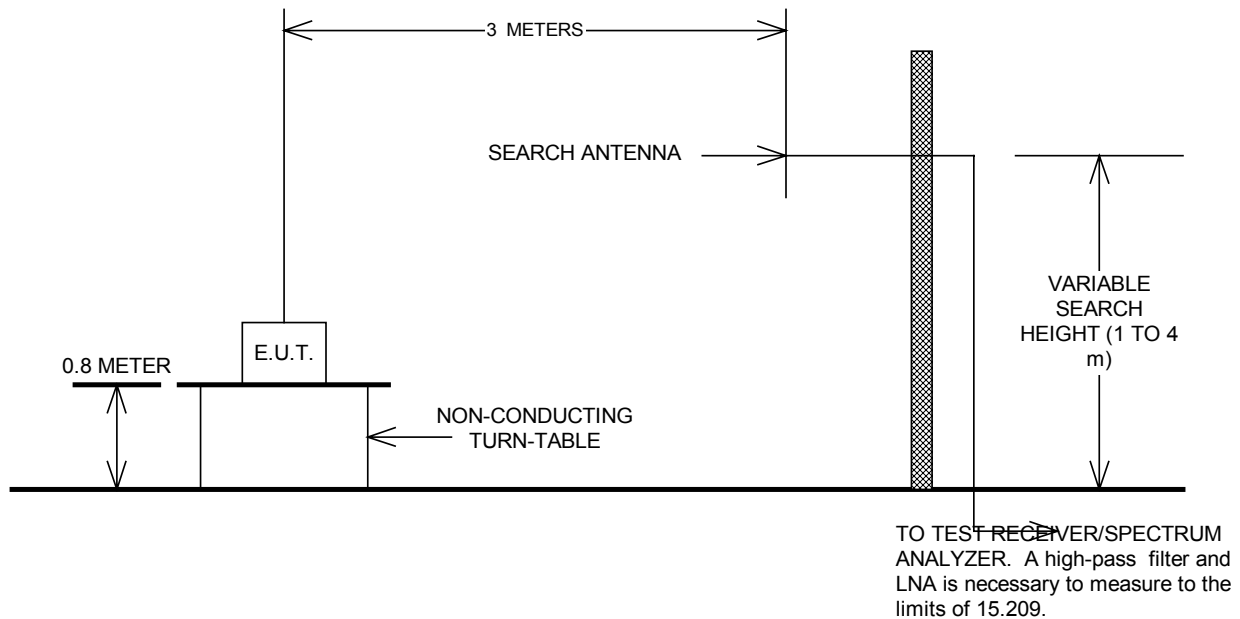 3 METERS
SEARCH ANTENNA
VARIABLE
SEARCH
HEIGHT (1 TO 4
m)
E.U.T.
0.8 METER
NON-CONDUCTING
TURN-TABLE
TO TEST RECEIVER/SPECTRUM
ANALYZER. A high-pass filter and
LNA is necessary to measure to the
limits of 15.209.